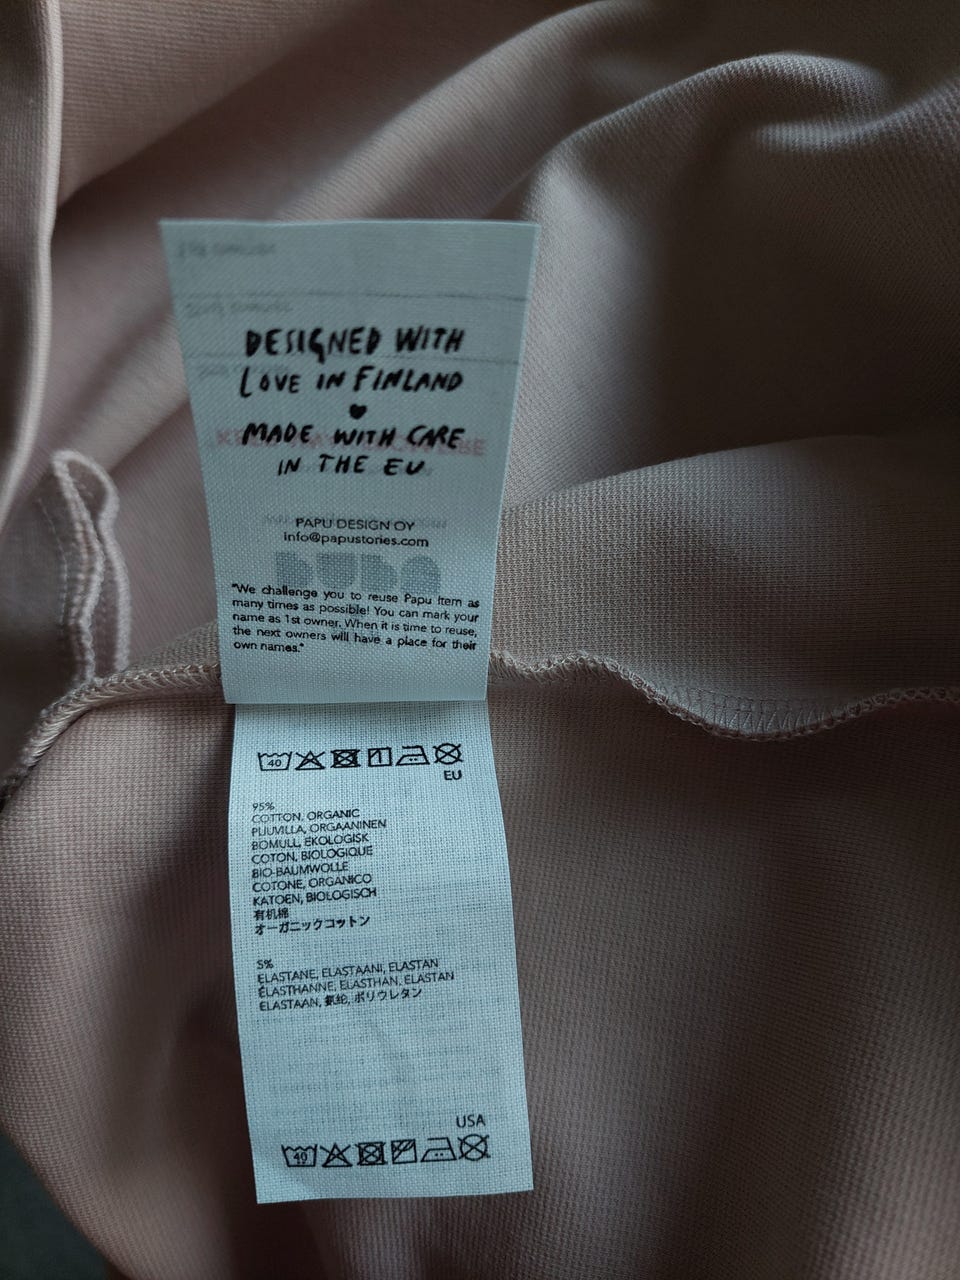 DESIGNED WITH
LOVE IN FINLAND
♥
MADE WITH CARE
IN THE EU
PAPU DESIGN OY
info@papustories.com
"We challenge you to reuse Papu item as
many times as possible! You can mark your
name as 1st owner. When it is time to reuse,
the next owners will have a place for their
own names."
40
EU
95%
COTTON, ORGANIC
PUUVILLA, ORGAANINEN
BOMULL, EKOLOGISK
COTON, BIOLOGIQUE
BIO-BAUMWOLLE
COTONE, ORGANICO
KATOEN, BIOLOGISCH
有机棉
オーガニックコットン
5%
ELASTANE, ELASTAANI, ELASTAN
ÉLASTHANNE, ELASTHAN, ELASTAN
ELASTAAN, 氨纶, ポリウレタン
USA
40